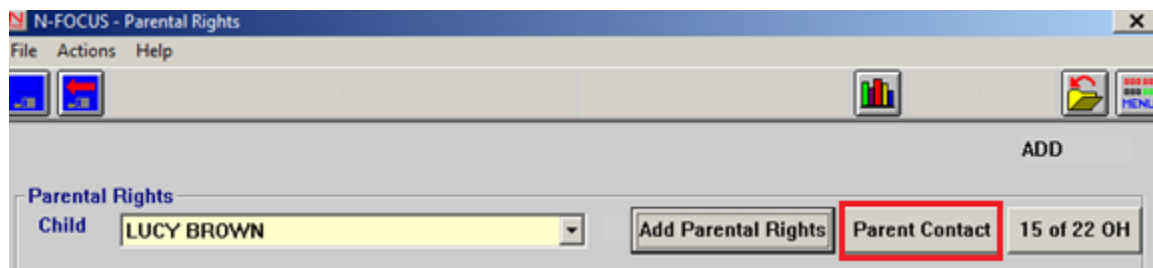 N-FOCUS - Parental Rights
File Actions Help
MENU
ADD
Parental Rights
Child LUCY BROWN Add Parental Rights Parent Contact 15 of 22 OH